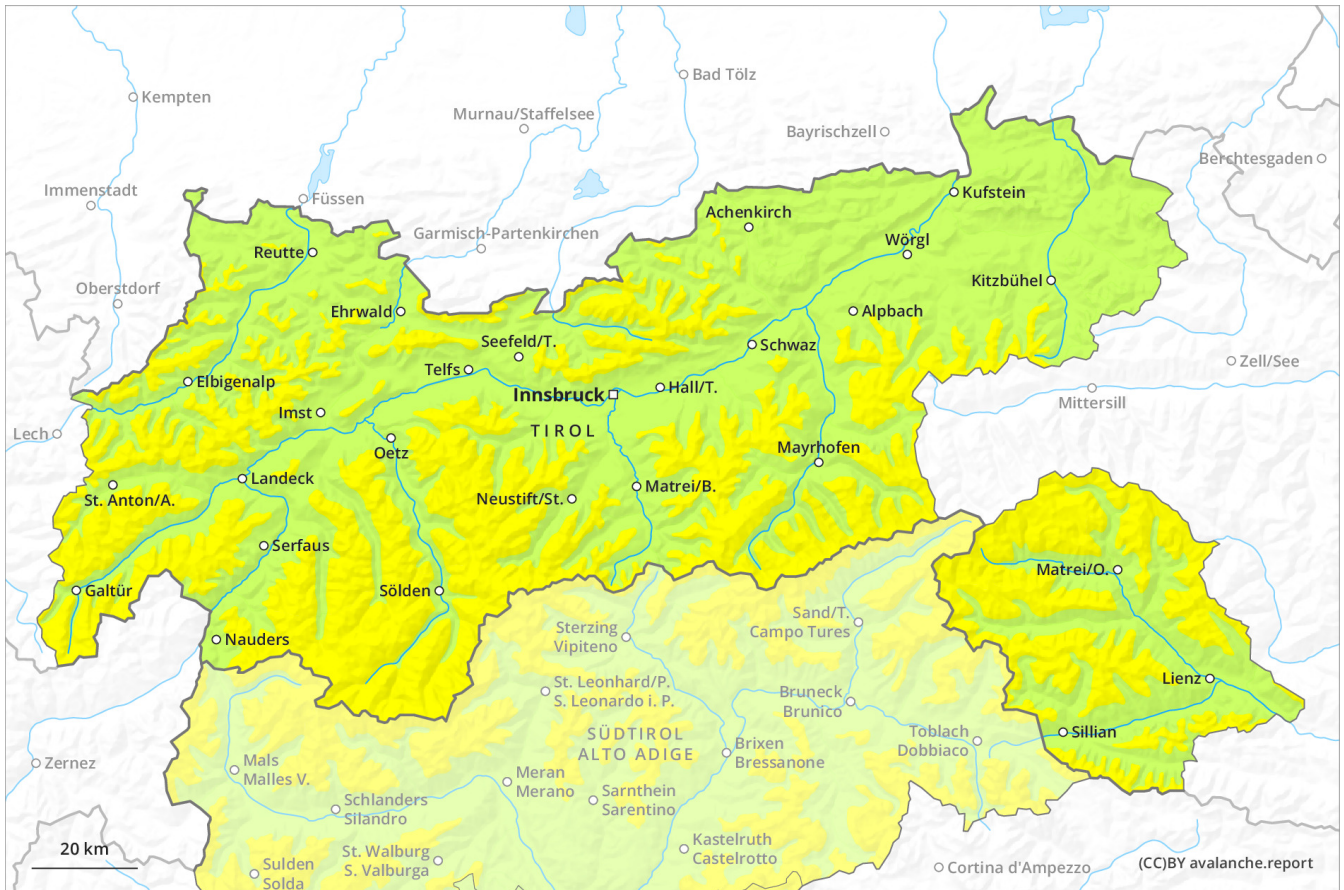 Bad Tölz
Kempten
Murnau/Staffelsee
Bayrischzell
Berchtesgaden
Immenstadt
Füssen
Kufstein
Achenkirch
Garmisch-Partenkirchen
Reutte
Wörgl
Oberstdorf
Kitzbühel
Ehrwald
Alpbach
Seefeld/T.
Schwaz
Zell/See
Telfs
Elbigenalp
Hall/T.
Innsbruck
Mittersill
Imst
Lech
TIROL
Oetz
Mayrhofen
Landeck
Matrei/B.
St. Anton/A.
Neustift/St.
Serfaus
Matrei/O.
Galtür
Sölden
Sand/T.
Campo Tures
Sterzing
Vipiteno
Nauders
Lienz
St. Leonhard/P.
S. Leonardo i. P.
Bruneck
Brunico
SÜDTIROL
ALTO ADIGE
Toblach
Dobbiaco
Sillian
Brixen
Bressanone
Zernez
Mals
Malles V.
Meran
Merano
Sarnthein
Sarentino
Schlanders
Silandro
Kastelruth
Castelrotto
20 km
St. Walburg
S. Valburga
Sulden
Solda
Cortina d'Ampezzo
(CC)BY avalanche.report